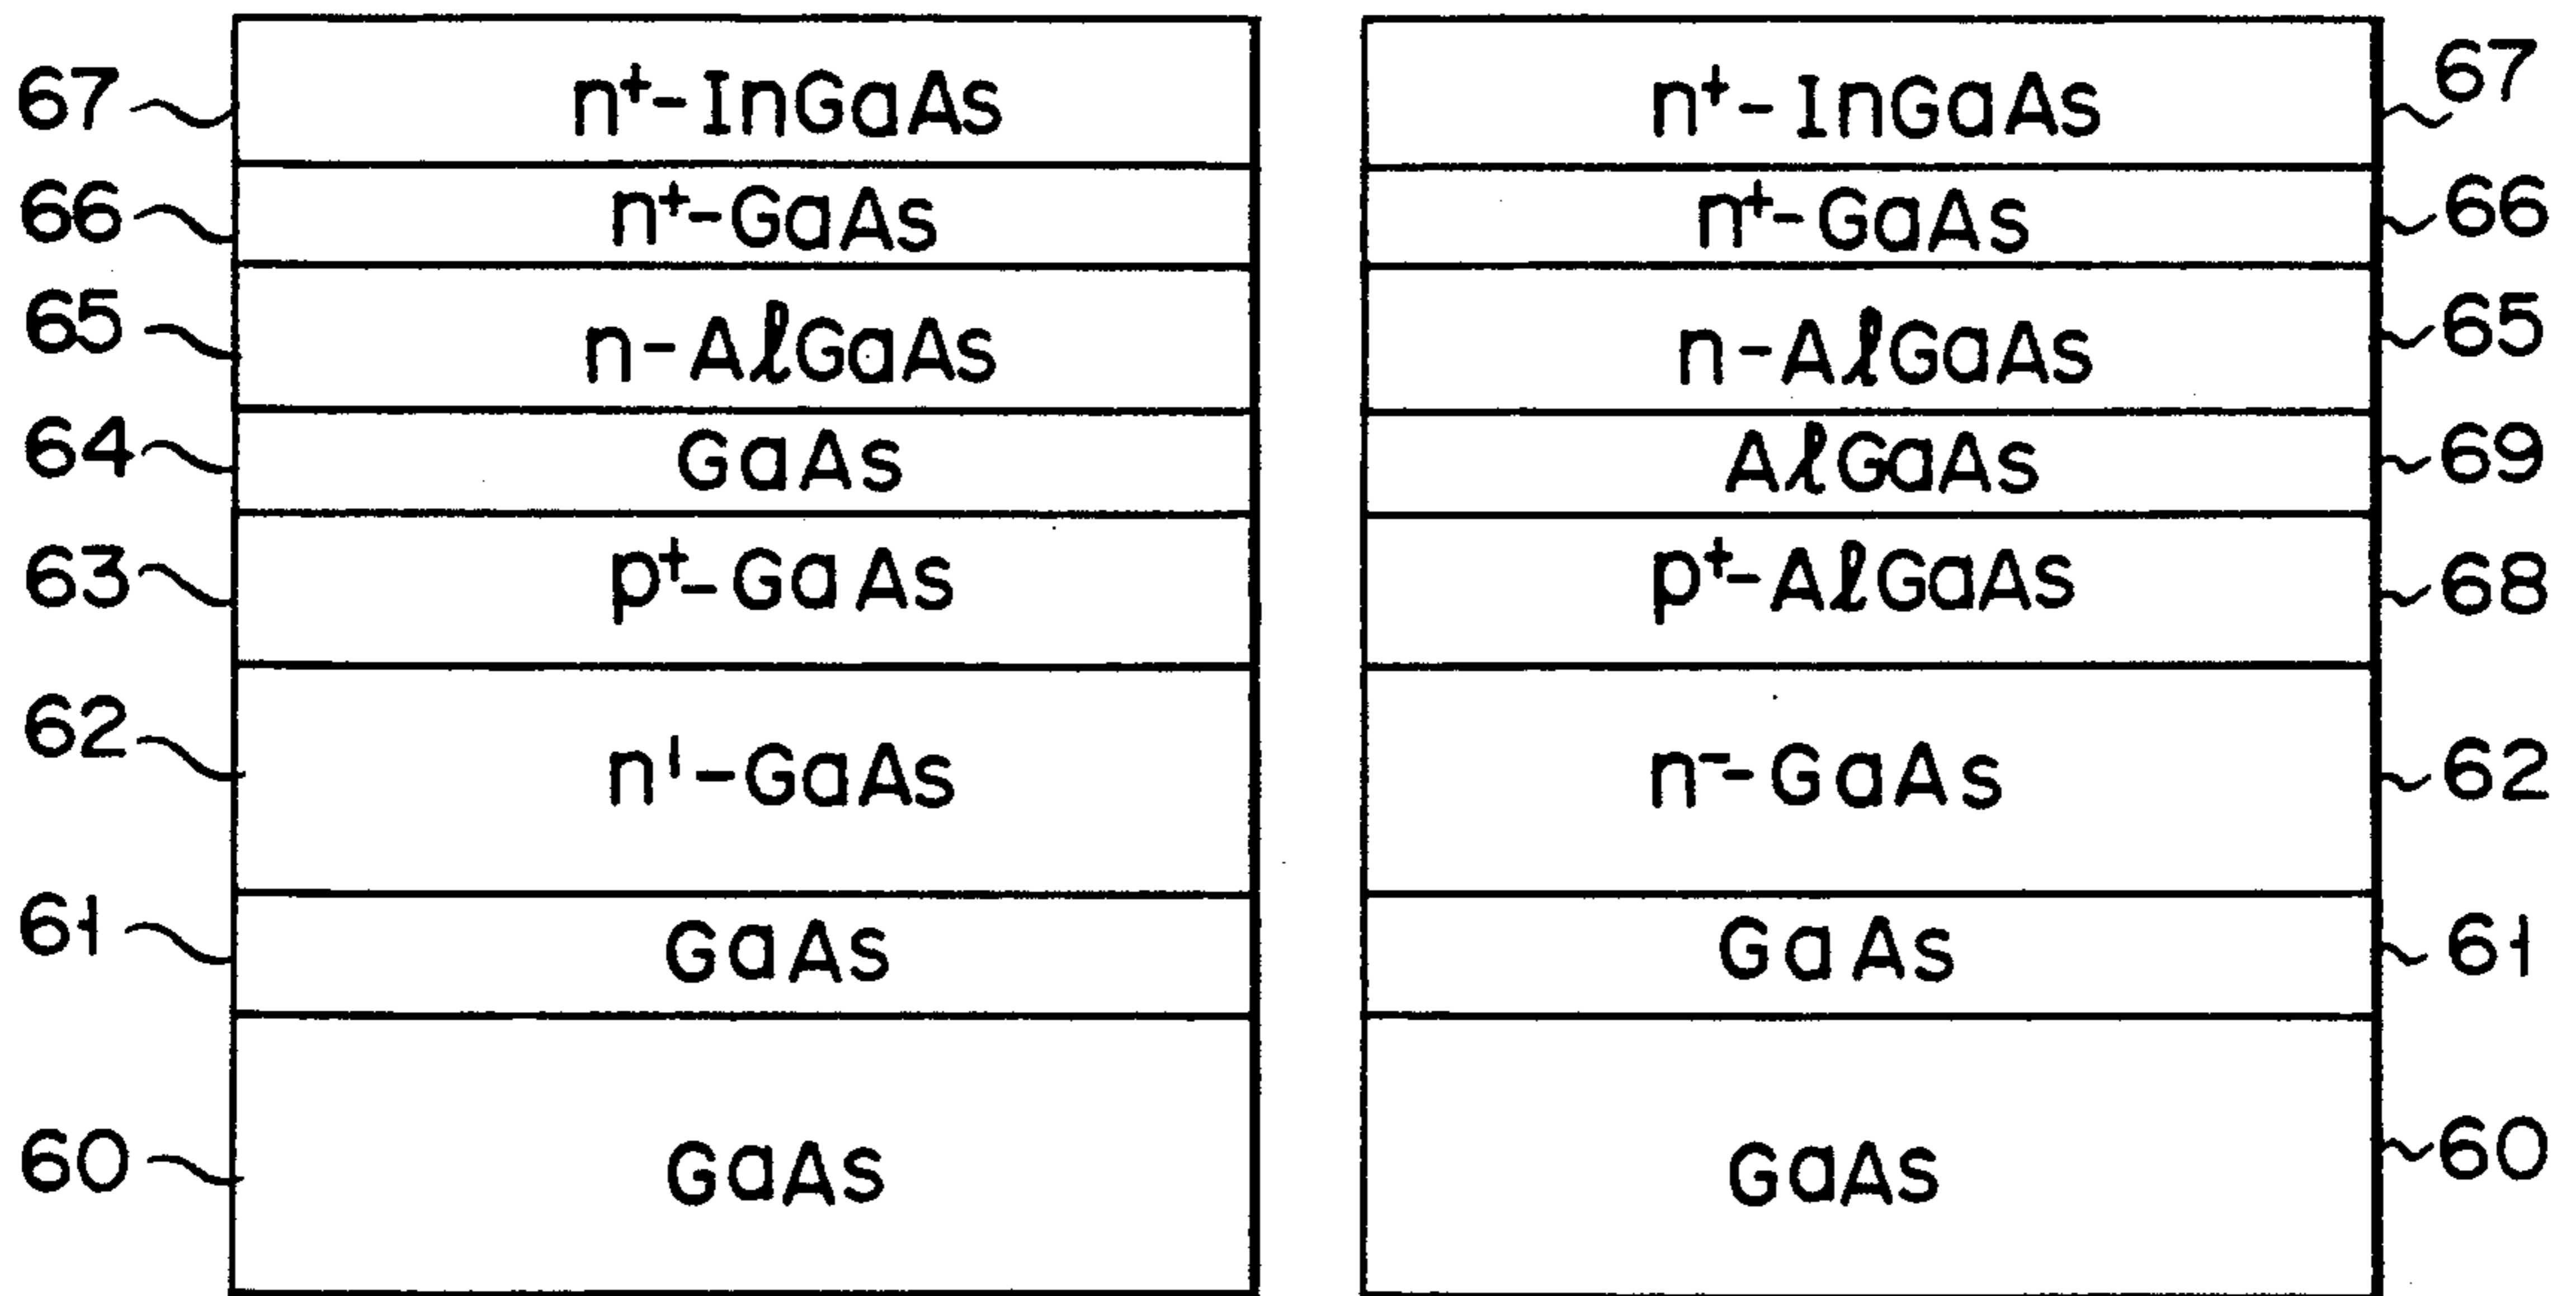 67 n⁺-InGaAs
66 n⁺-GaAs
65 n-AlGaAs
64 GaAs
63 p⁺-GaAs
62 nˡ-GaAs
61 GaAs
60 GaAs
n⁺-InGaAs 67
n⁺-GaAs 66
n-AlGaAs 65
AlGaAs 69
p⁺-AlGaAs 68
n⁻-GaAs 62
GaAs 61
GaAs 60